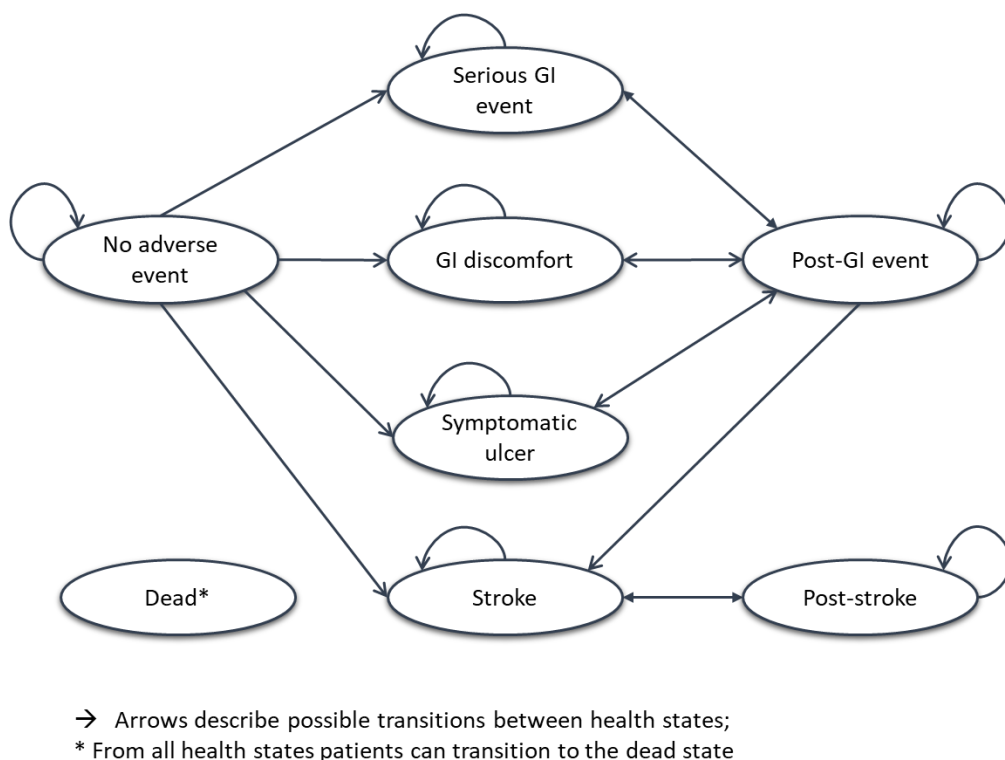 Serious GI
event
No adverse
event
GI discomfort
Post-GI event
Symptomatic
ulcer
Dead*
Stroke
Post-stroke
→ Arrows describe possible transitions between health states;
* From all health states patients can transition to the dead state